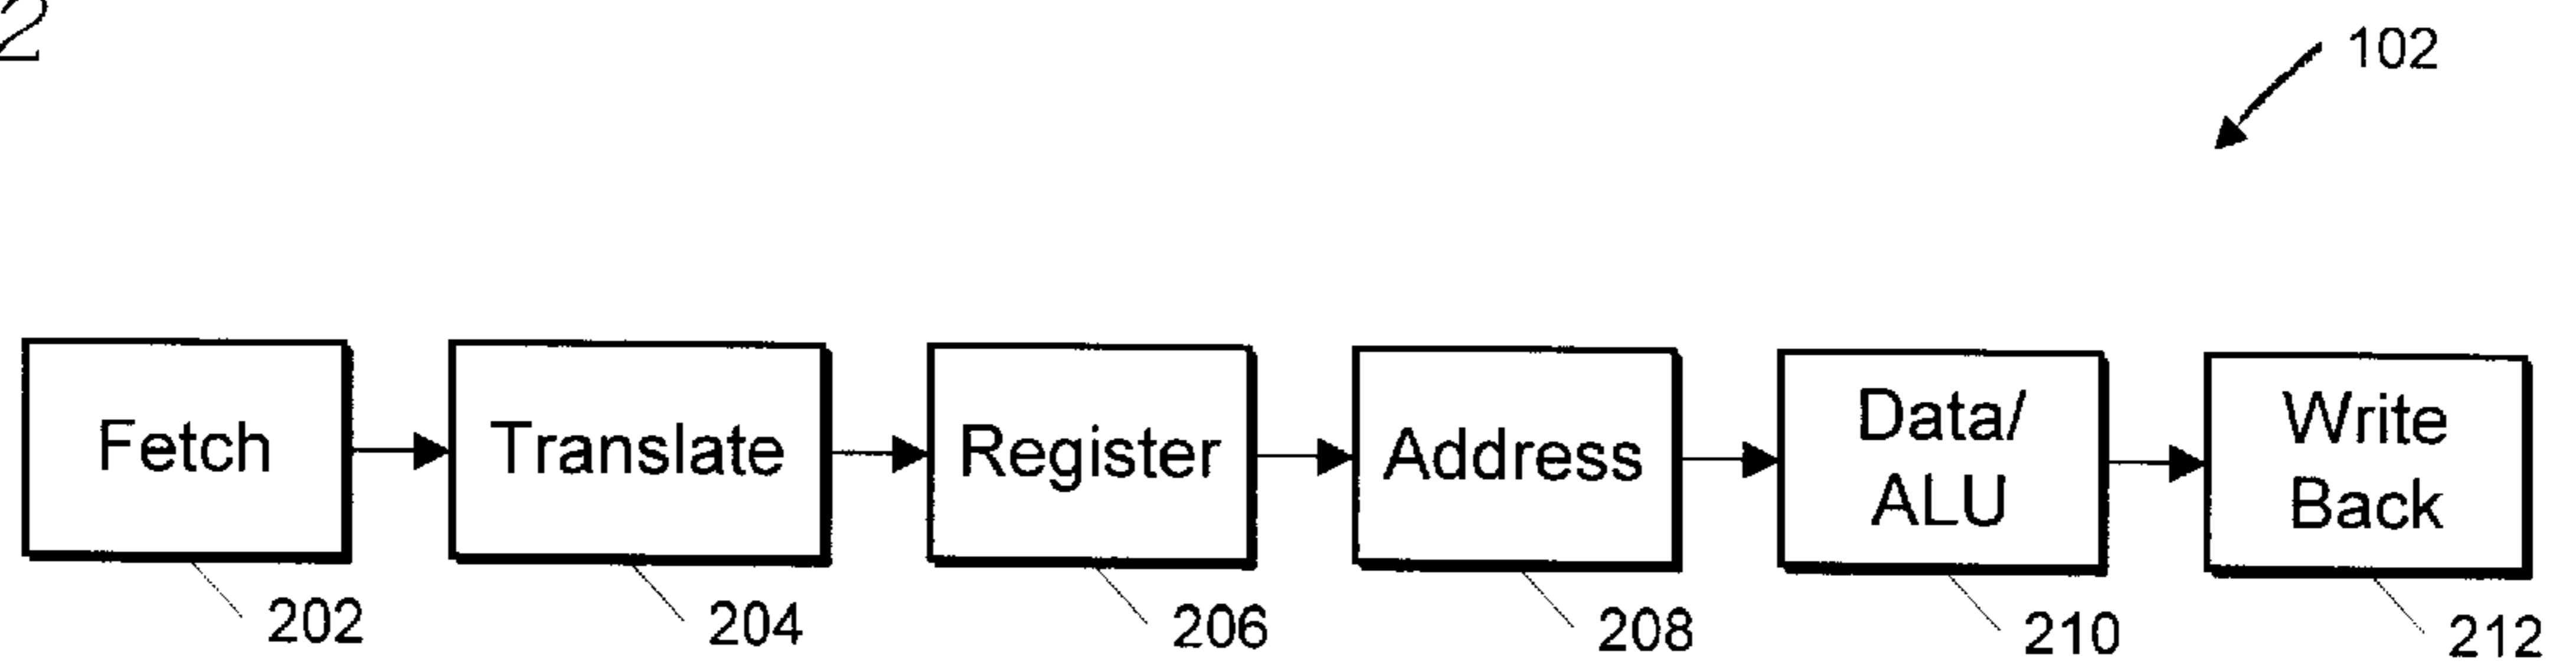 2
102
Fetch
Translate
Register
Address
Data/
ALU
Write
Back
202
204
206
208
210
212